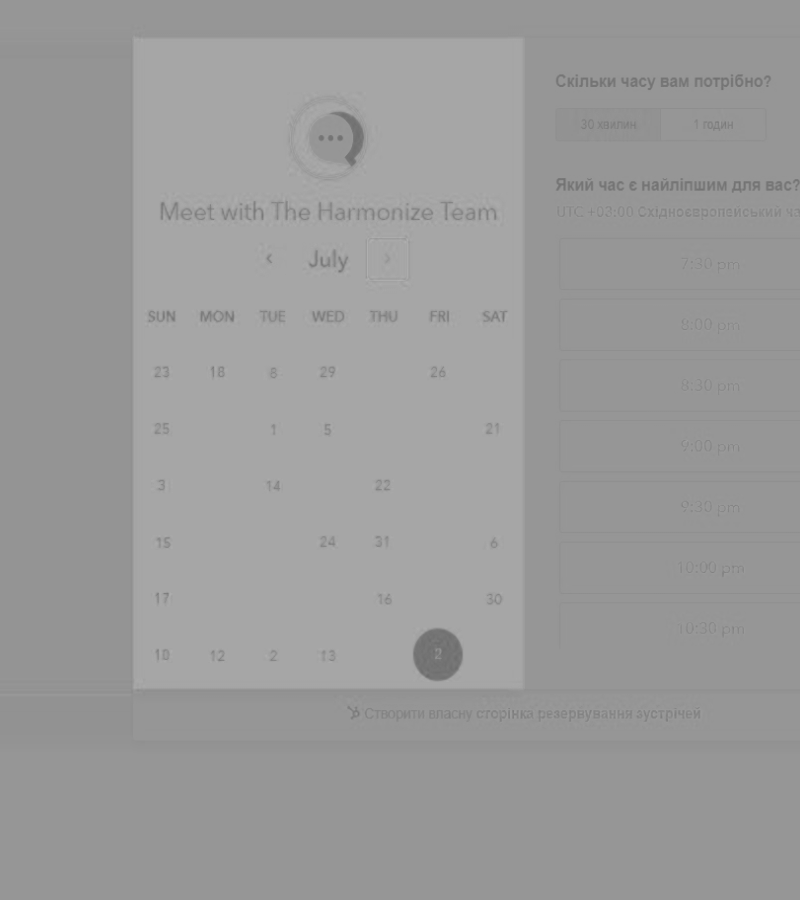 Meet with The Harmonize Team
July
SUN MON TUE WED THU FRI SAT
23 18 8 29 26
25 1 5 21
3 14 22
15 24 31 6
17 16 30
10 12 2 13 2
Скільки часу вам потрібно?
30 хвилин 1 годин
Який час є найліпшим для вас?
UTC +03:00 Східноєвропейський
7:30 pm
8:00 pm
8:30 pm
9:00 pm
9:30 pm
10:00 pm
10:30 pm
Створити власну сторінка резервування зустрічей